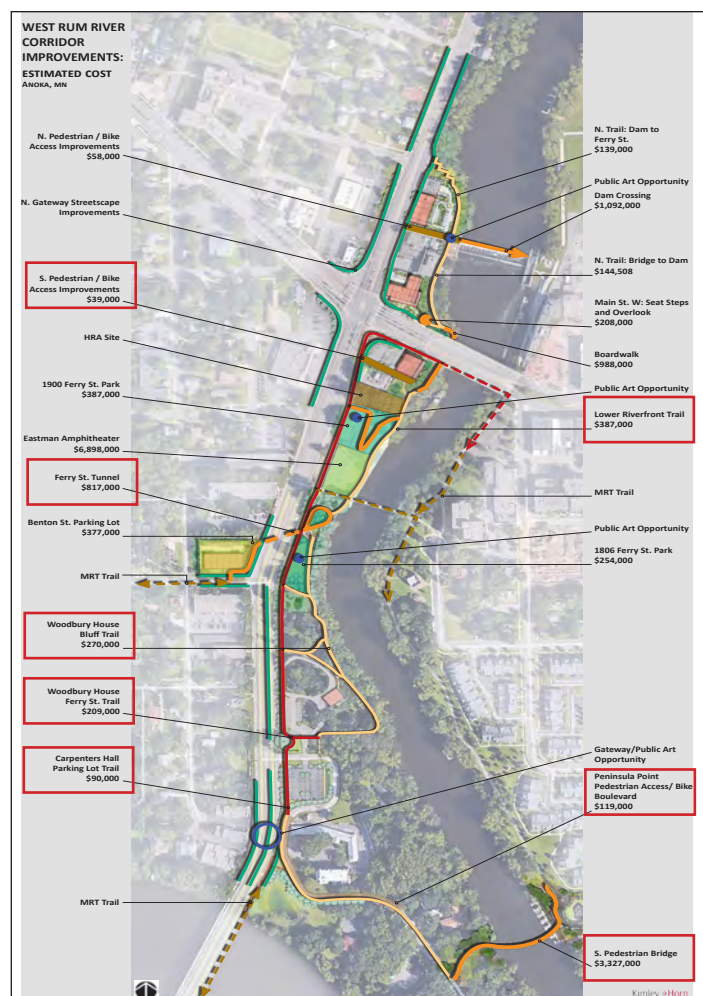 WEST RUM RIVER
CORRIDOR
IMPROVEMENTS:
ESTIMATED COST
ANOKA, MN
N. Pedestrian / Bike
Access Improvements
$58,000
N. Gateway Streetscape
Improvements
S. Pedestrian / Bike
Access Improvements
$39,000
HRA Site
1900 Ferry St. Park
$387,000
Eastman Amphitheater
$6,898,000
Ferry St. Tunnel
$817,000
Benton St. Parking Lot
$377,000
MRT Trail
Woodbury House
Bluff Trail
$270,000
Woodbury House
Ferry St. Trail
$209,000
Carpenters Hall
Parking Lot Trail
$90,000
MRT Trail
N. Trail: Dam to
Ferry St.
$139,000
Public Art Opportunity
Dam Crossing
$1,092,000
N. Trail: Bridge to Dam
$144,508
Main St. W: Seat Steps
and Overlook
$208,000
Boardwalk
$988,000
Public Art Opportunity
Lower Riverfront Trail
$387,000
MRT Trail
Public Art Opportunity
1806 Ferry St. Park
$254,000
Gateway/Public Art
Opportunity
Peninsula Point
Pedestrian Access/ Bike
Boulevard
$119,000
S. Pedestrian Bridge
$3,327,000
Kimley»Horn